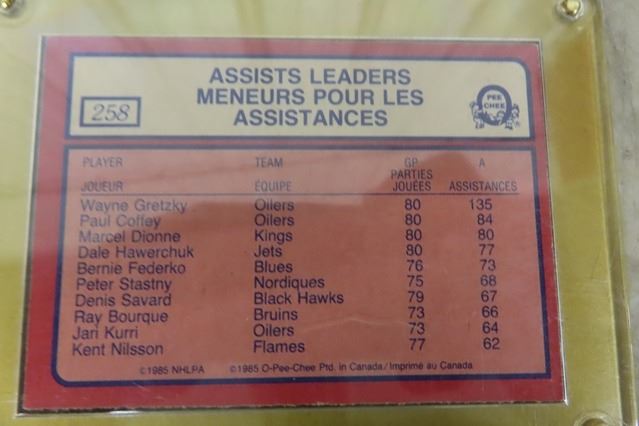 ASSISTS LEADERS
MENEURS POUR LES
ASSISTANCES
258
O
PEE
CHEE
PLAYER TEAM GP A
PARTIES
JOUEUR ÉQUIPE JOUÉES ASSISTANCES
Wayne Gretzky Oilers 80 135
Paul Coffey Oilers 80 84
Marcel Dionne Kings 80 80
Dale Hawerchuk Jets 80 77
Bernie Federko Blues 76 73
Peter Stastny Nordiques 75 68
Denis Savard Black Hawks 79 67
Ray Bourque Bruins 73 66
Jari Kurri Oilers 73 64
Kent Nilsson Flames 77 62
©1985 NHLPA ©1985 O-Pee-Chee Ptd. in Canada/Imprimé au Canada